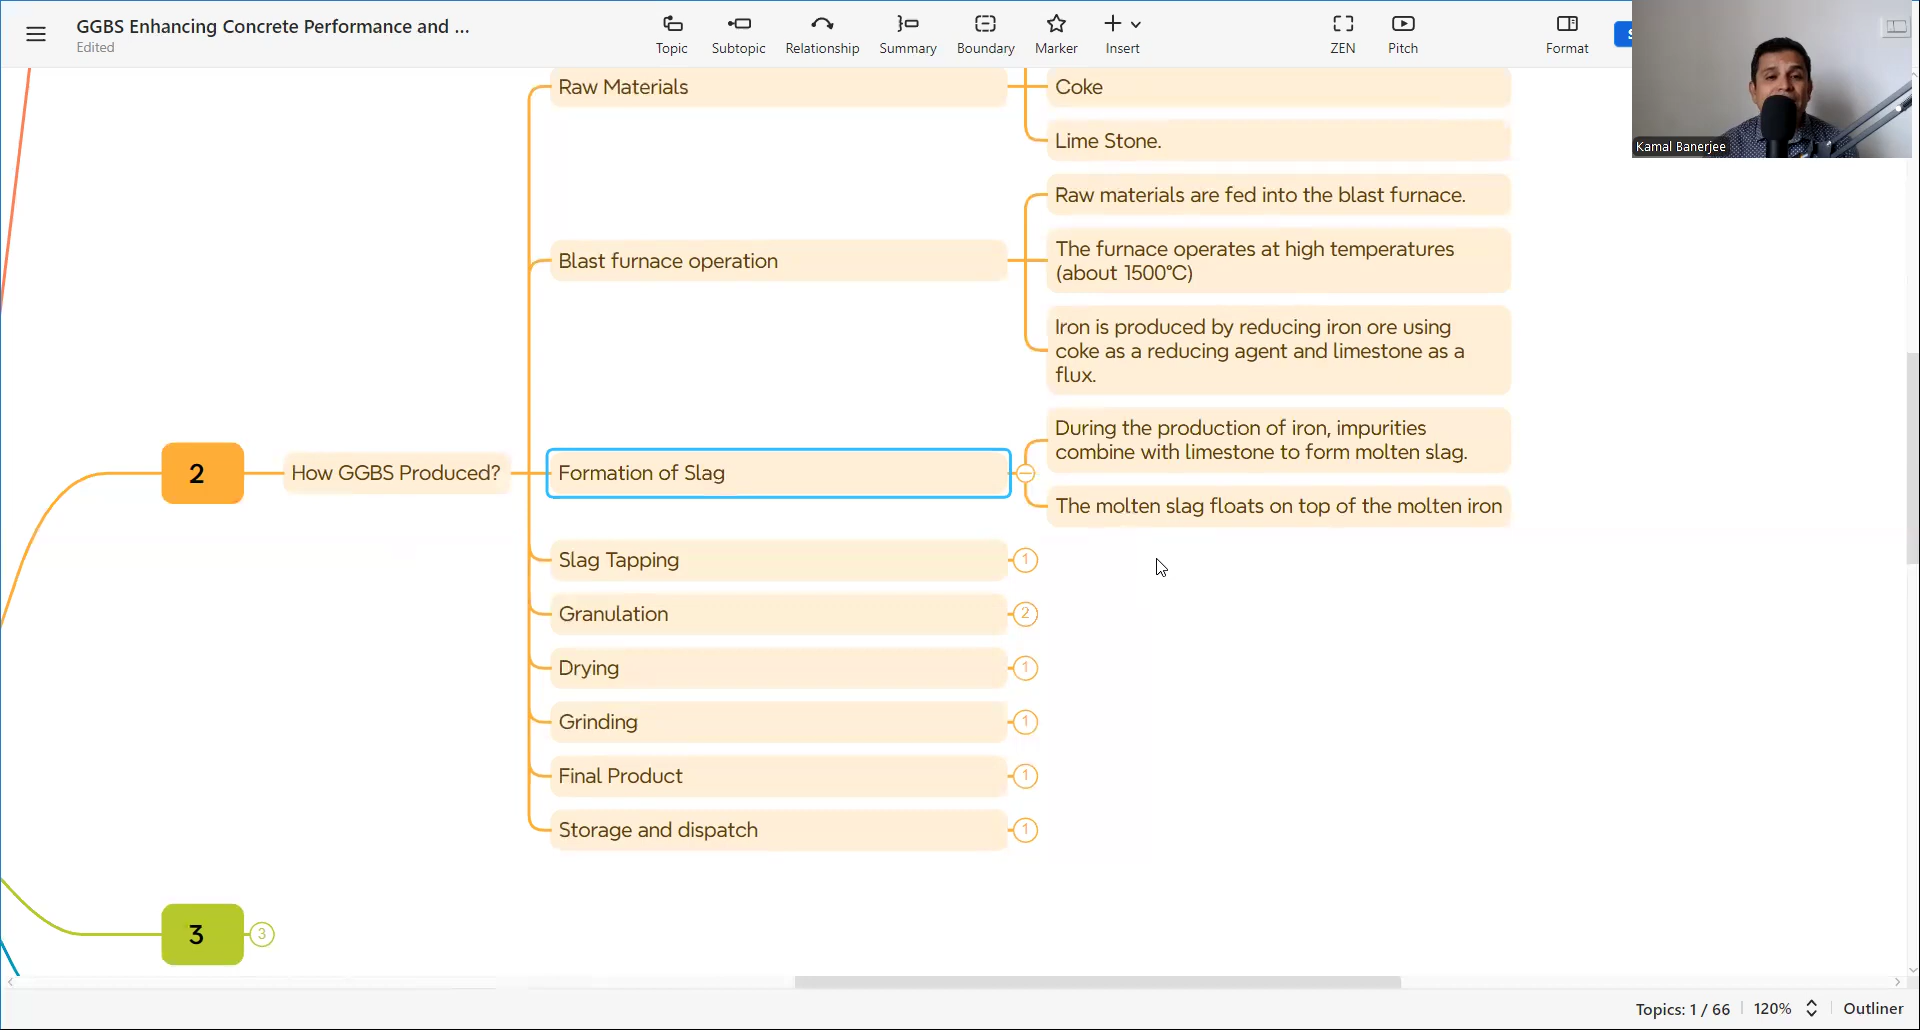 GGBS Enhancing Concrete Performance and ...
Edited
Topic
Subtopic
Relationship
Summary
Boundary
Marker
Insert
ZEN
Pitch
Format
Kamal Banerjee
Raw Materials
Coke
Lime Stone.
Blast furnace operation
Raw materials are fed into the blast furnace.
The furnace operates at high temperatures
(about 1500°C)
Iron is produced by reducing iron ore using
coke as a reducing agent and limestone as a
flux.
2
How GGBS Produced?
Formation of Slag
During the production of iron, impurities
combine with limestone to form molten slag.
The molten slag floats on top of the molten iron
Slag Tapping
1
Granulation
2
Drying
1
Grinding
1
Final Product
1
Storage and dispatch
1
3
3
Topics: 1 / 66
120%
Outliner